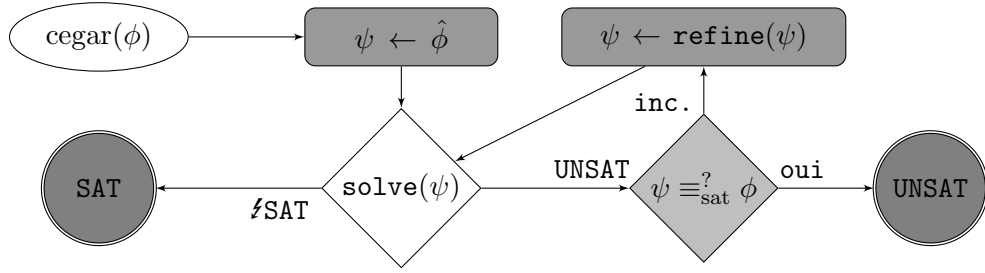 cegar(ϕ)
ψ ← ϕ̂
ψ ← refine(ψ)
inc.
SAT
↯SAT
solve(ψ)
UNSAT
ψ ≡?sat ϕ
oui
UNSAT